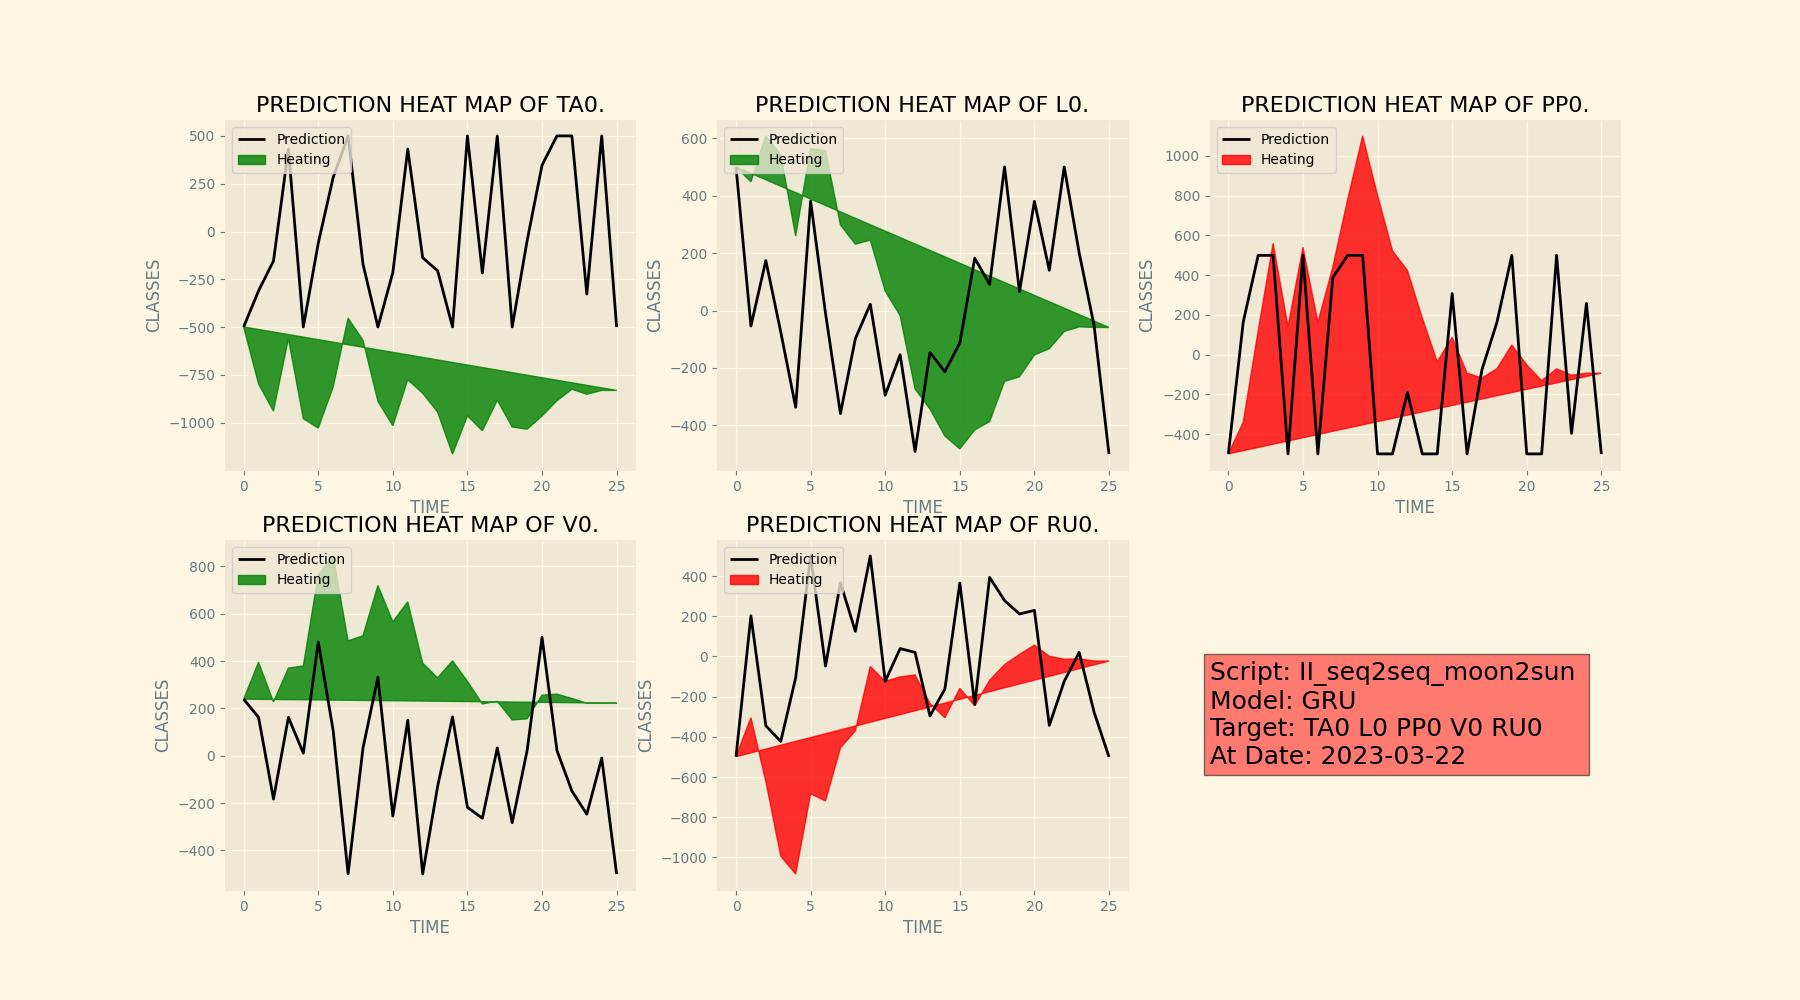 PREDICTION HEAT MAP OF TA0.
Prediction
Heating
500
250
0
−250
−500
−750
−1000
CLASSES
0 5 10 15 20 25
TIME
PREDICTION HEAT MAP OF L0.
Prediction
Heating
600
400
200
0
−200
−400
CLASSES
0 5 10 15 20 25
TIME
PREDICTION HEAT MAP OF PP0.
Prediction
Heating
1000
800
600
400
200
0
−200
−400
CLASSES
0 5 10 15 20 25
TIME
PREDICTION HEAT MAP OF V0.
Prediction
Heating
800
600
400
200
0
−200
−400
CLASSES
0 5 10 15 20 25
TIME
PREDICTION HEAT MAP OF RU0.
Prediction
Heating
400
200
0
−200
−400
−600
−800
−1000
CLASSES
0 5 10 15 20 25
TIME
Script: II_seq2seq_moon2sun
Model: GRU
Target: TA0 L0 PP0 V0 RU0
At Date: 2023-03-22